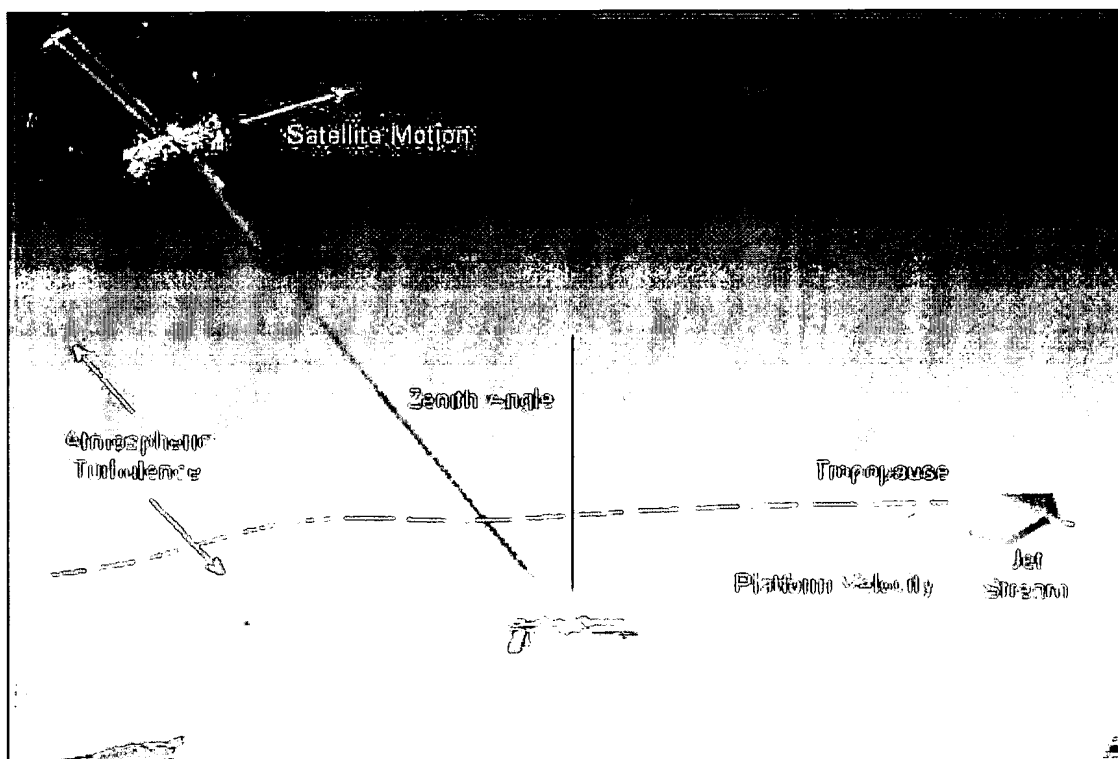 Satellite Motion
Zenith Angle
Atmospheric
Turbulence
Tropopause
Platform Velocity
Jet
Stream